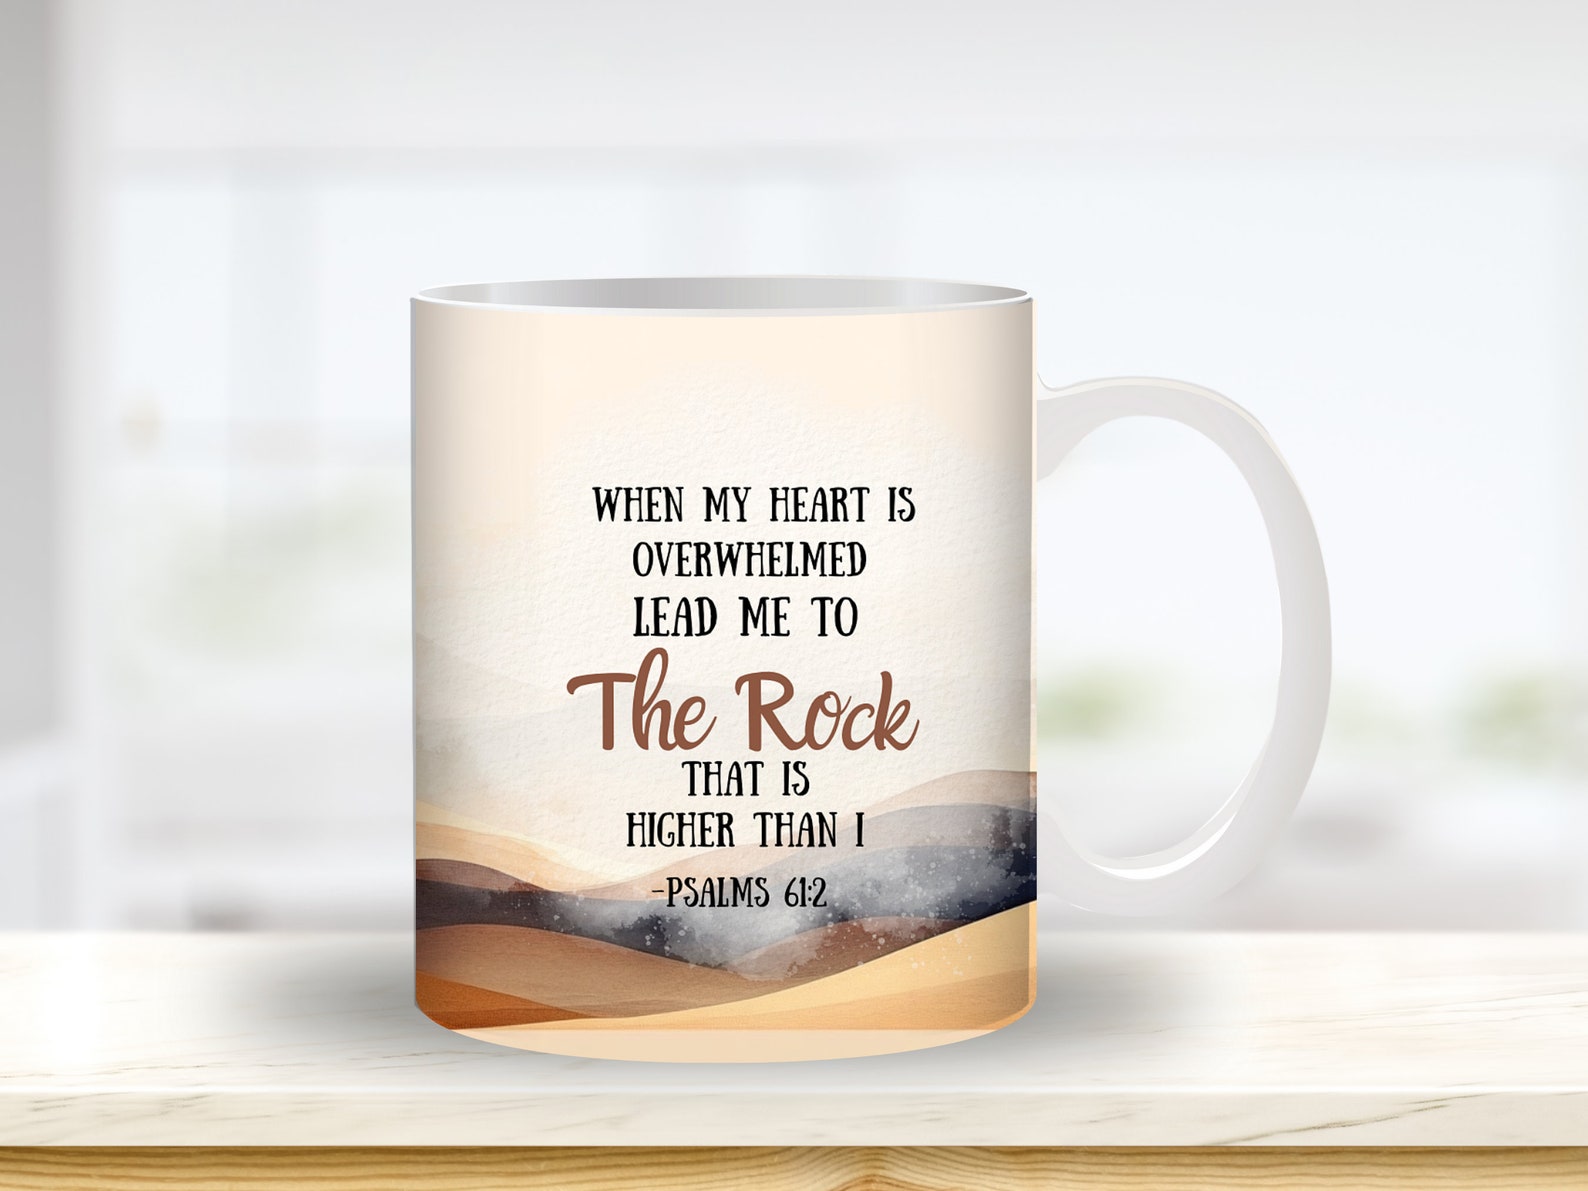 WHEN MY HEART IS
OVERWHELMED
LEAD ME TO
The Rock
THAT IS
HIGHER THAN I
-PSALMS 61:2